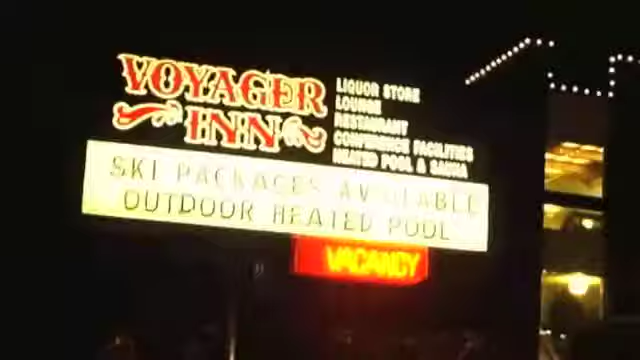 VOYAGER
INN
LIQUOR STORE
LOUNGE
RESTAURANT
CONFERENCE FACILITIES
HEATED POOL & SAUNA
SKI PACKAGES AVAILABLE
OUTDOOR HEATED POOL
VACANCY